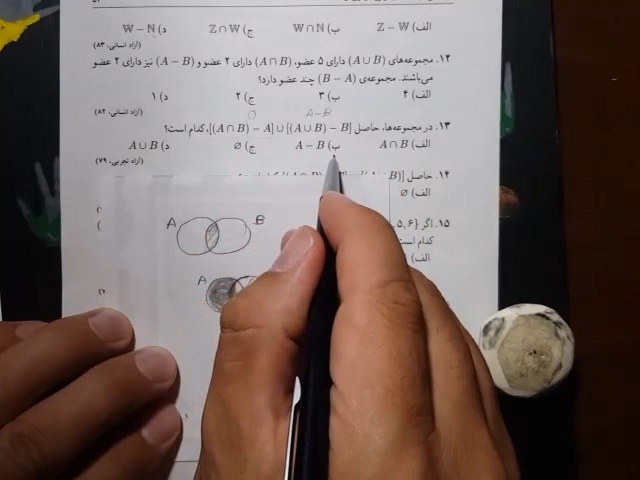 الف) Z − W   ب) W ∩ N   ج) Z ∩ W   د) W − N
(آزاد انسانی، ۸۳)
۱۲. مجموعه‌های (A ∪ B) دارای ۵ عضو، (A ∩ B) دارای ۲ عضو و (A − B) نیز دارای ۲ عضو
می‌باشند. مجموعه‌ی (B − A) چند عضو دارد؟
الف) ۴   ب) ۳   ج) ۲   د) ۱
(آزاد انسانی، ۸۴)
A−B
۱۳. در مجموعه‌ها، حاصل [(A ∩ B) − A] ∪ [(A ∪ B) − B]، کدام است؟
الف) A ∩ B   ب) A − B   ج) ∅   د) A ∪ B
(آزاد تجربی، ۷۹)
۱۴. حاصل
الف) ∅
A B
۱۵. اگر {۵, ۶
کدام است
الف)
A